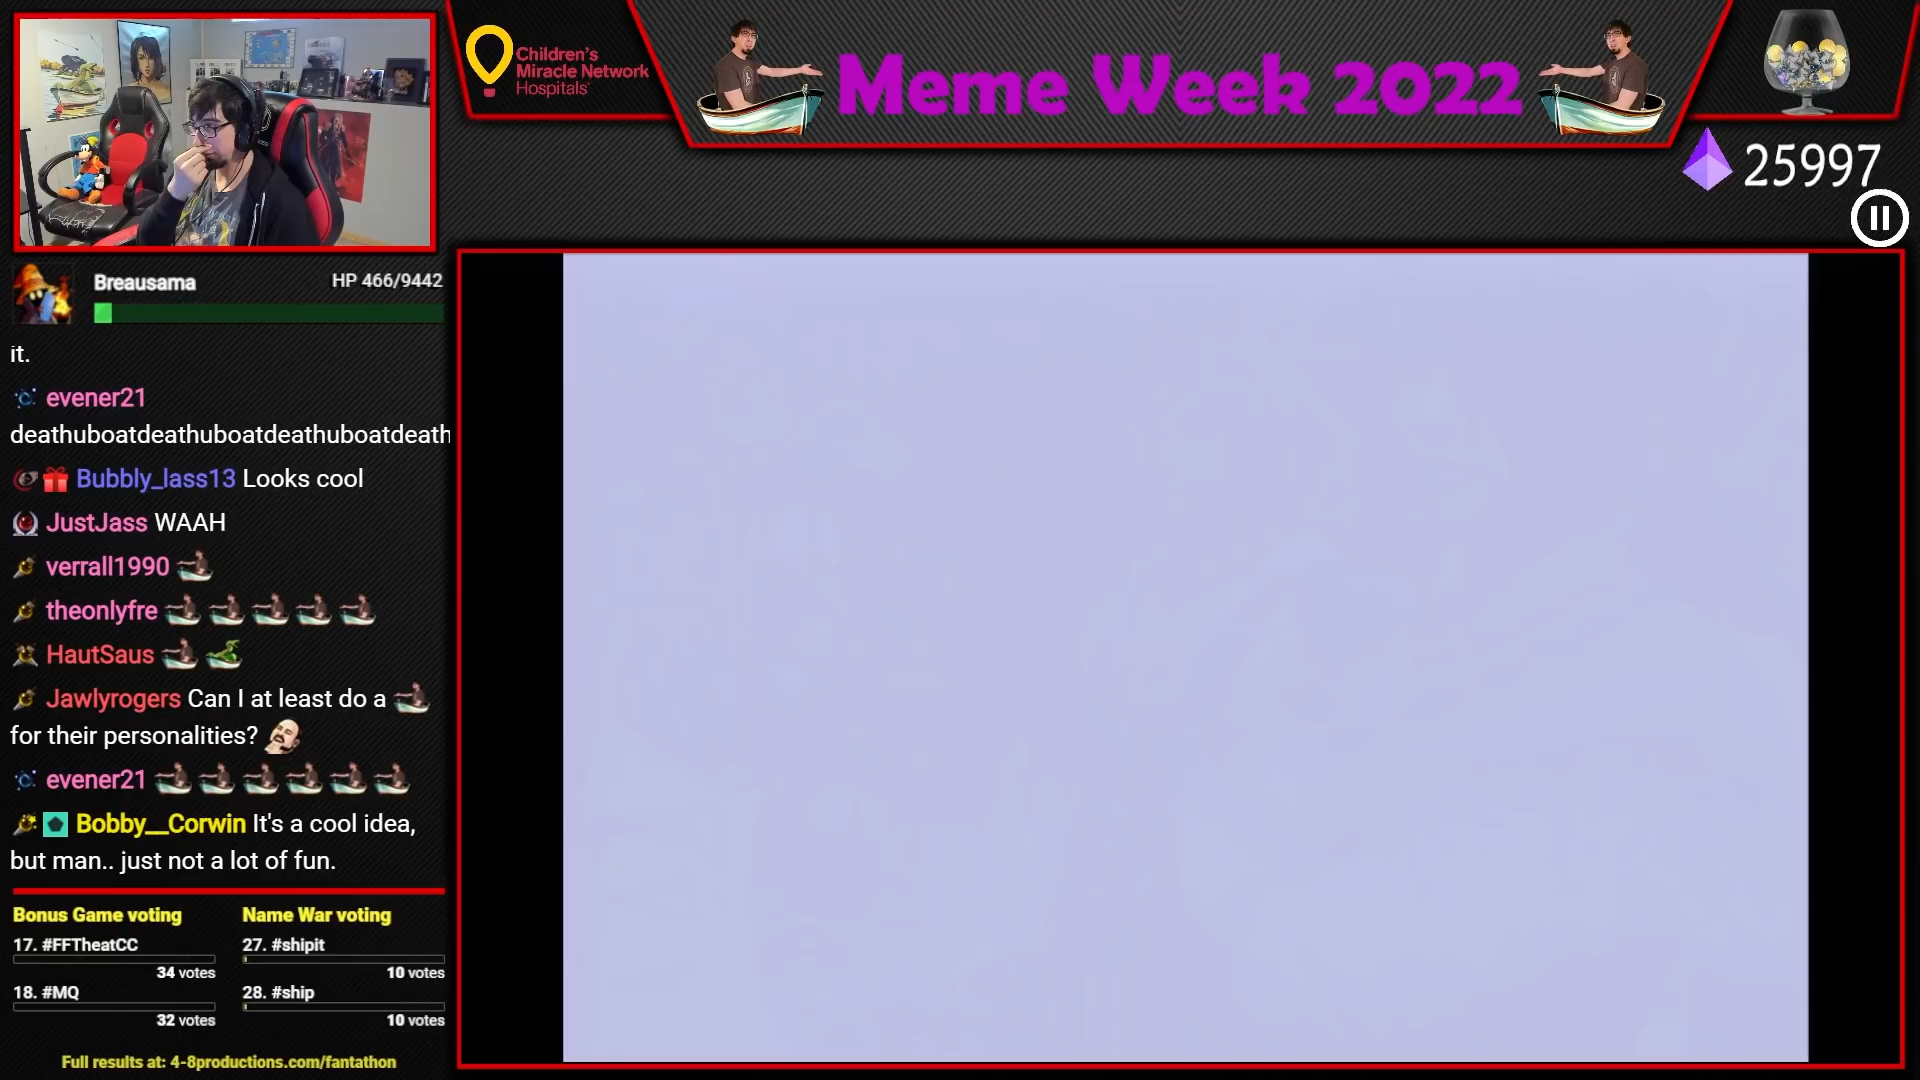 Children's
Miracle Network
Hospitals
Meme Week 2022
25997
Breausama
HP 466/9442
it.
evener21
deathuboatdeathuboatdeathuboatdeath
Bubbly_lass13 Looks cool
JustJass WAAH
verrall1990
theonlyfre
HautSaus
Jawlyrogers Can I at least do a
for their personalities?
evener21
Bobby__Corwin It's a cool idea,
but man.. just not a lot of fun.
Bonus Game voting
17. #FFTheatCC
34 votes
18. #MQ
32 votes
Name War voting
27. #shipit
10 votes
28. #ship
10 votes
Full results at: 4-8productions.com/fantathon